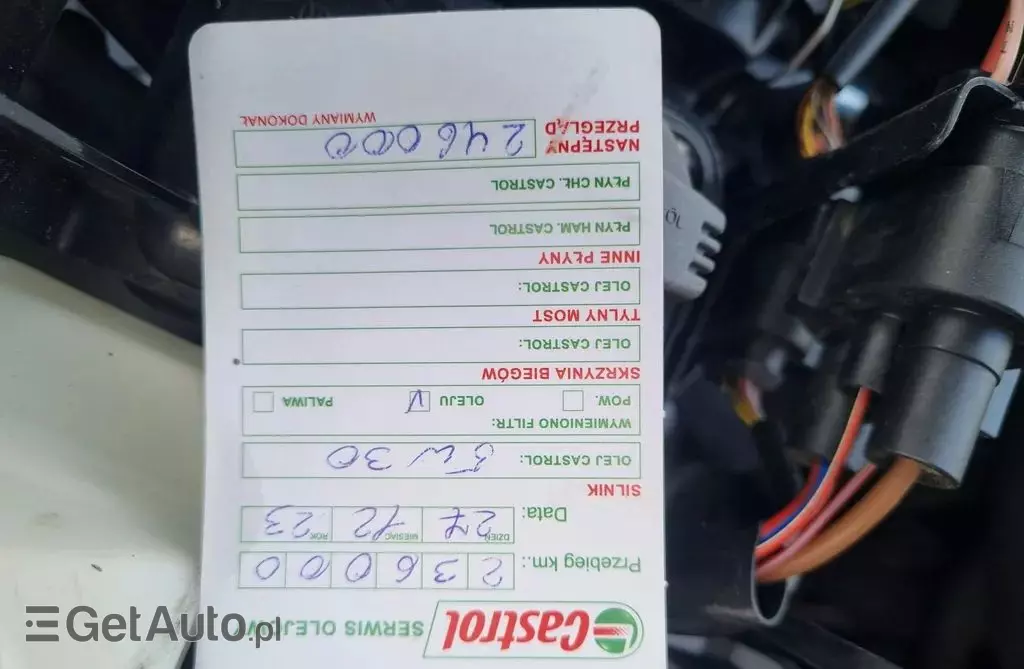 Castrol SERWIS OLEJOWY
Przebieg km.: 236000
Data: 27 12 23
DZIEŃ MIESIĄC ROK
SILNIK
OLEJ CASTROL: 5W30
WYMIENIONO FILTR:
POW. OLEJU V PALIWA
SKRZYNIA BIEGÓW
OLEJ CASTROL:
TYLNY MOST
OLEJ CASTROL:
INNE PŁYNY
PŁYN HAM. CASTROL
PŁYN CHŁ. CASTROL
NASTĘPNY
PRZEGLĄD
246000
WYMIANY DOKONAŁ
GetAuto.pl